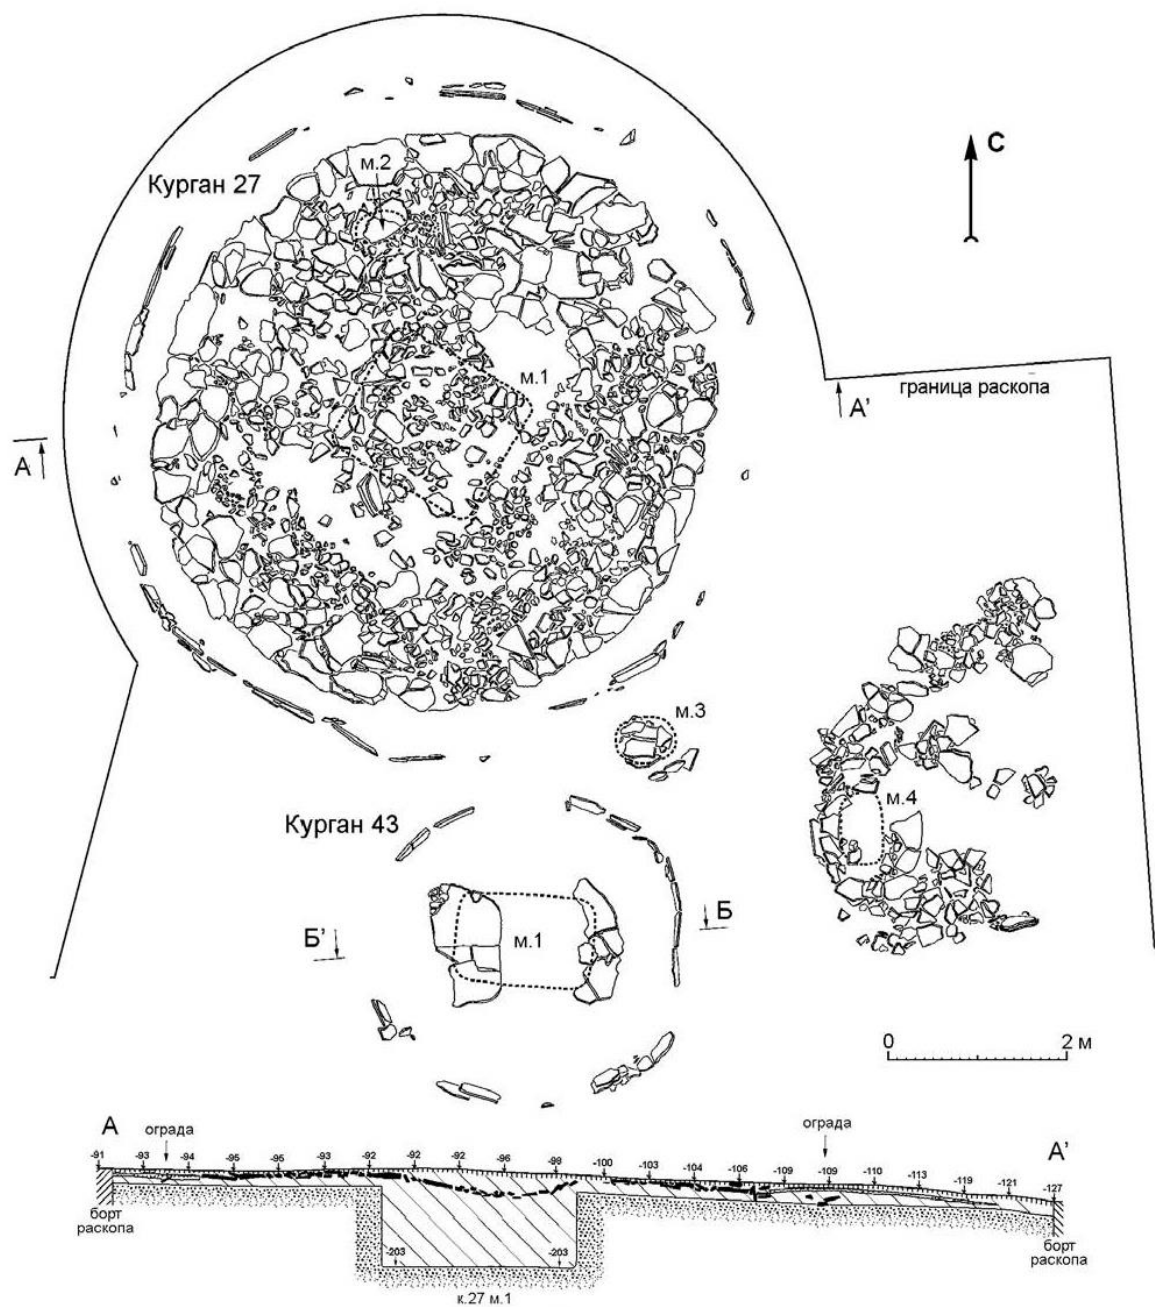 С
м.2
Курган 27
м.1
граница раскопа
А'
А
м.3
м.4
Курган 43
Б'
м.1
Б
0 2 м
А ограда ограда А'
-91 -93 -94 -95 -95 -93 -92 -92 -92 -96 -100 -103 -104 -106 -109 -109 -110 -113 -119 -121 -127
борт раскопа
-203 -203
борт раскопа
к.27 м.1